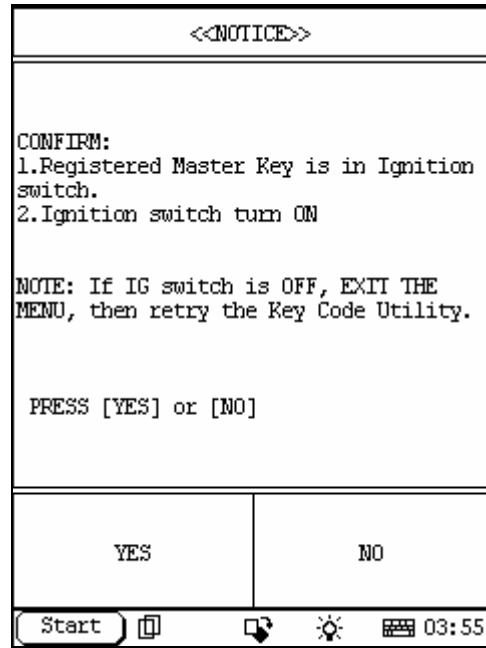 <<NOTICE>>
CONFIRM:
1.Registered Master Key is in Ignition
switch.
2.Ignition switch turn ON
NOTE: If IG switch is OFF, EXIT THE
MENU, then retry the Key Code Utility.
PRESS [YES] or [NO]
YES
NO
Start 03:55